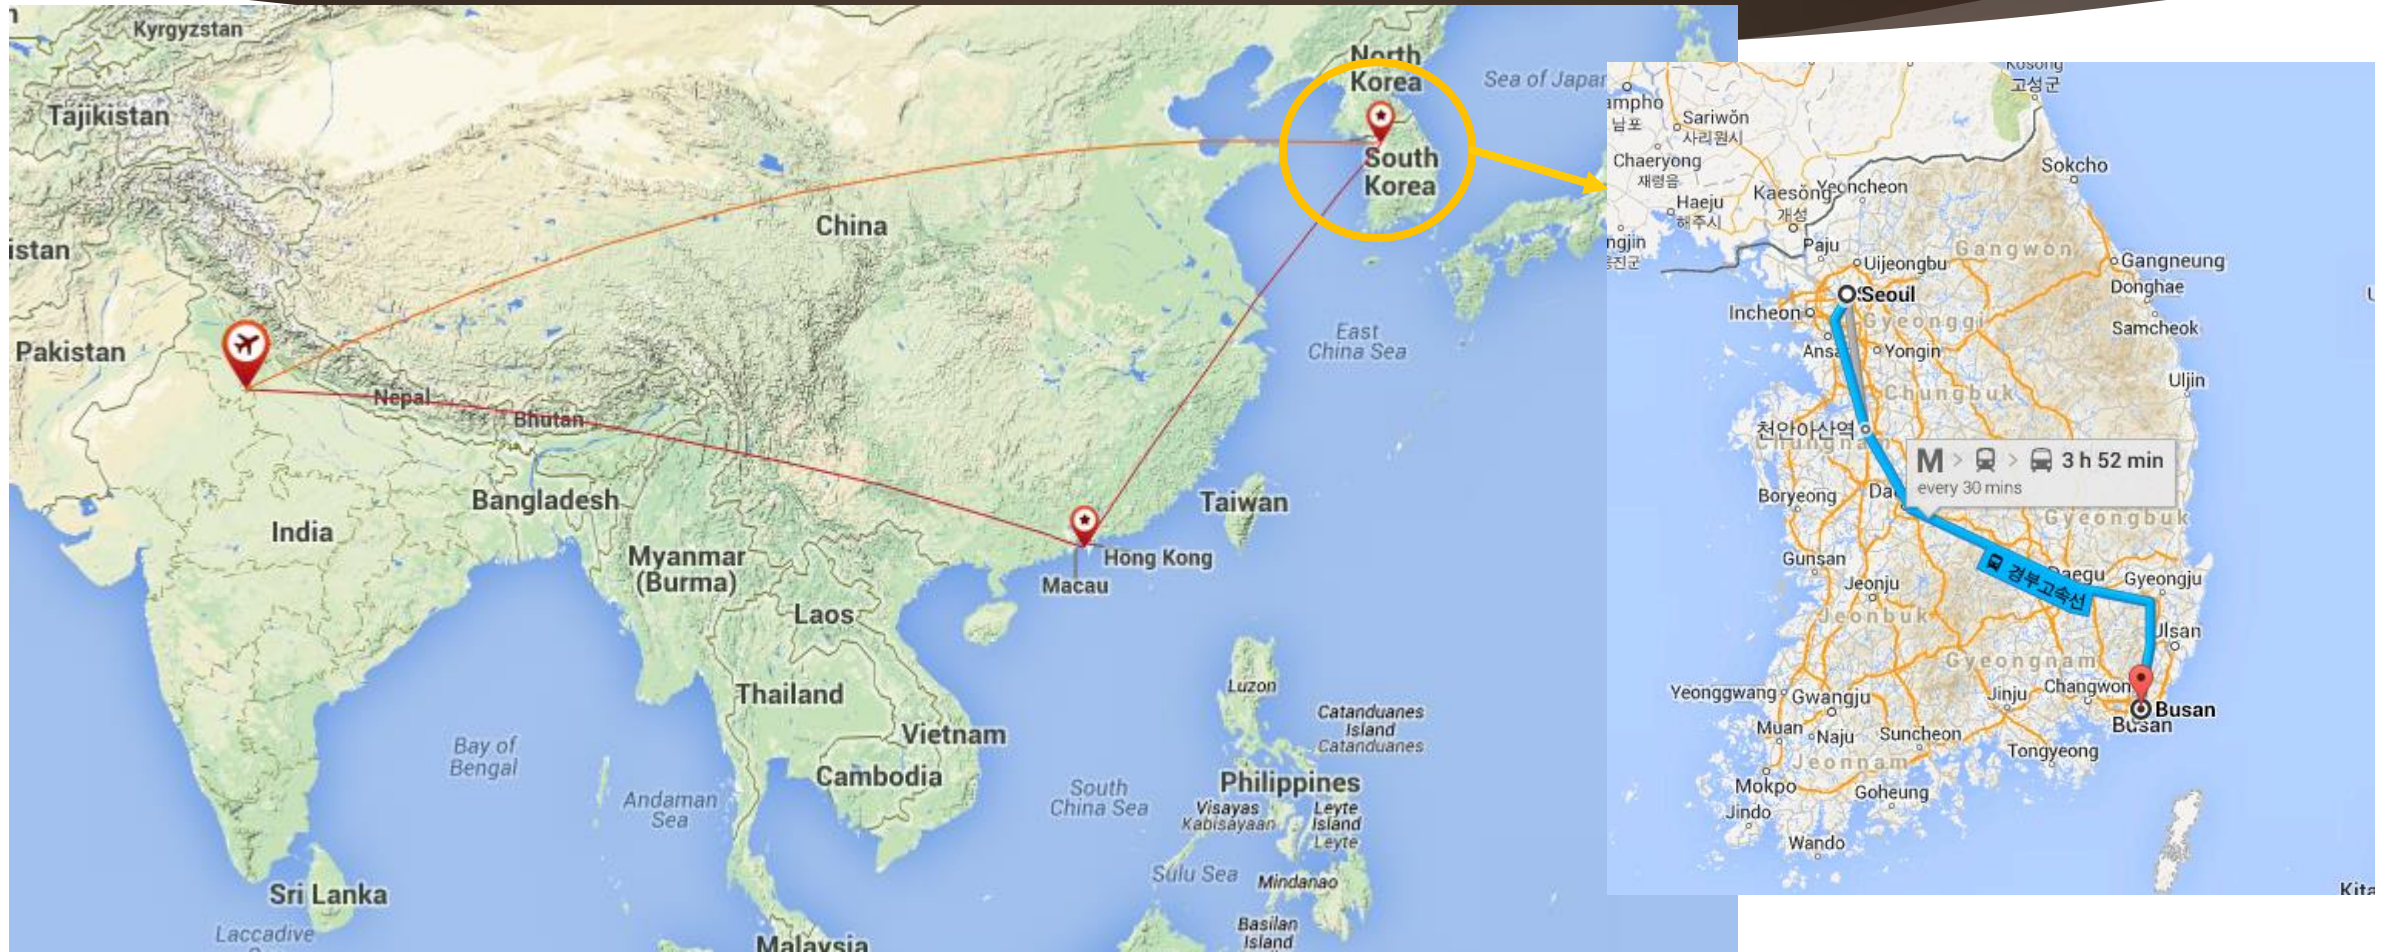 Kyrgyzstan
Tajikistan
istan
Pakistan
Nepal
Bhutan
India
Bangladesh
Myanmar
(Burma)
Laos
Thailand
Vietnam
Cambodia
Sri Lanka
Laccadive
Bay of
Bengal
Andaman
Sea
Malaysia
China
North
Korea
South
Korea
Sea of Japan
East
China Sea
Taiwan
Hong Kong
Macau
South
China Sea
Luzon
Catanduanes
Island
Catanduanes
Philippines
Visayas
Kabisayaan
Leyte
Island
Leyte
Sulu Sea
Mindanao
Basilan
Island
Kosong
고성군
ampho
남포
Sariwŏn
사리원시
Chaeryong
재령읍
Haeju
해주시
ngjin
Kaesŏng
개성
Yeoncheon
Sokcho
Paju
Uijeongbu
Gangwon
Gangneung
Donghae
Samcheok
Seoul
Incheon
Gyeonggi
Ansa
Yongin
Uljin
Chungbuk
천안아산역
Chungnam
M > > 3 h 52 min
every 30 mins
Boryeong
Dae
Gyeongbuk
Gunsan
Jeonju
경부고속선
Daegu
Gyeongju
Jeonbuk
Ulsan
Gyeongnam
Yeonggwang
Gwangju
Jinju
Changwon
Busan
Busan
Muan
Naju
Suncheon
Tongyeong
Jeonnam
Mokpo
Goheung
Jindo
Wando
Kita